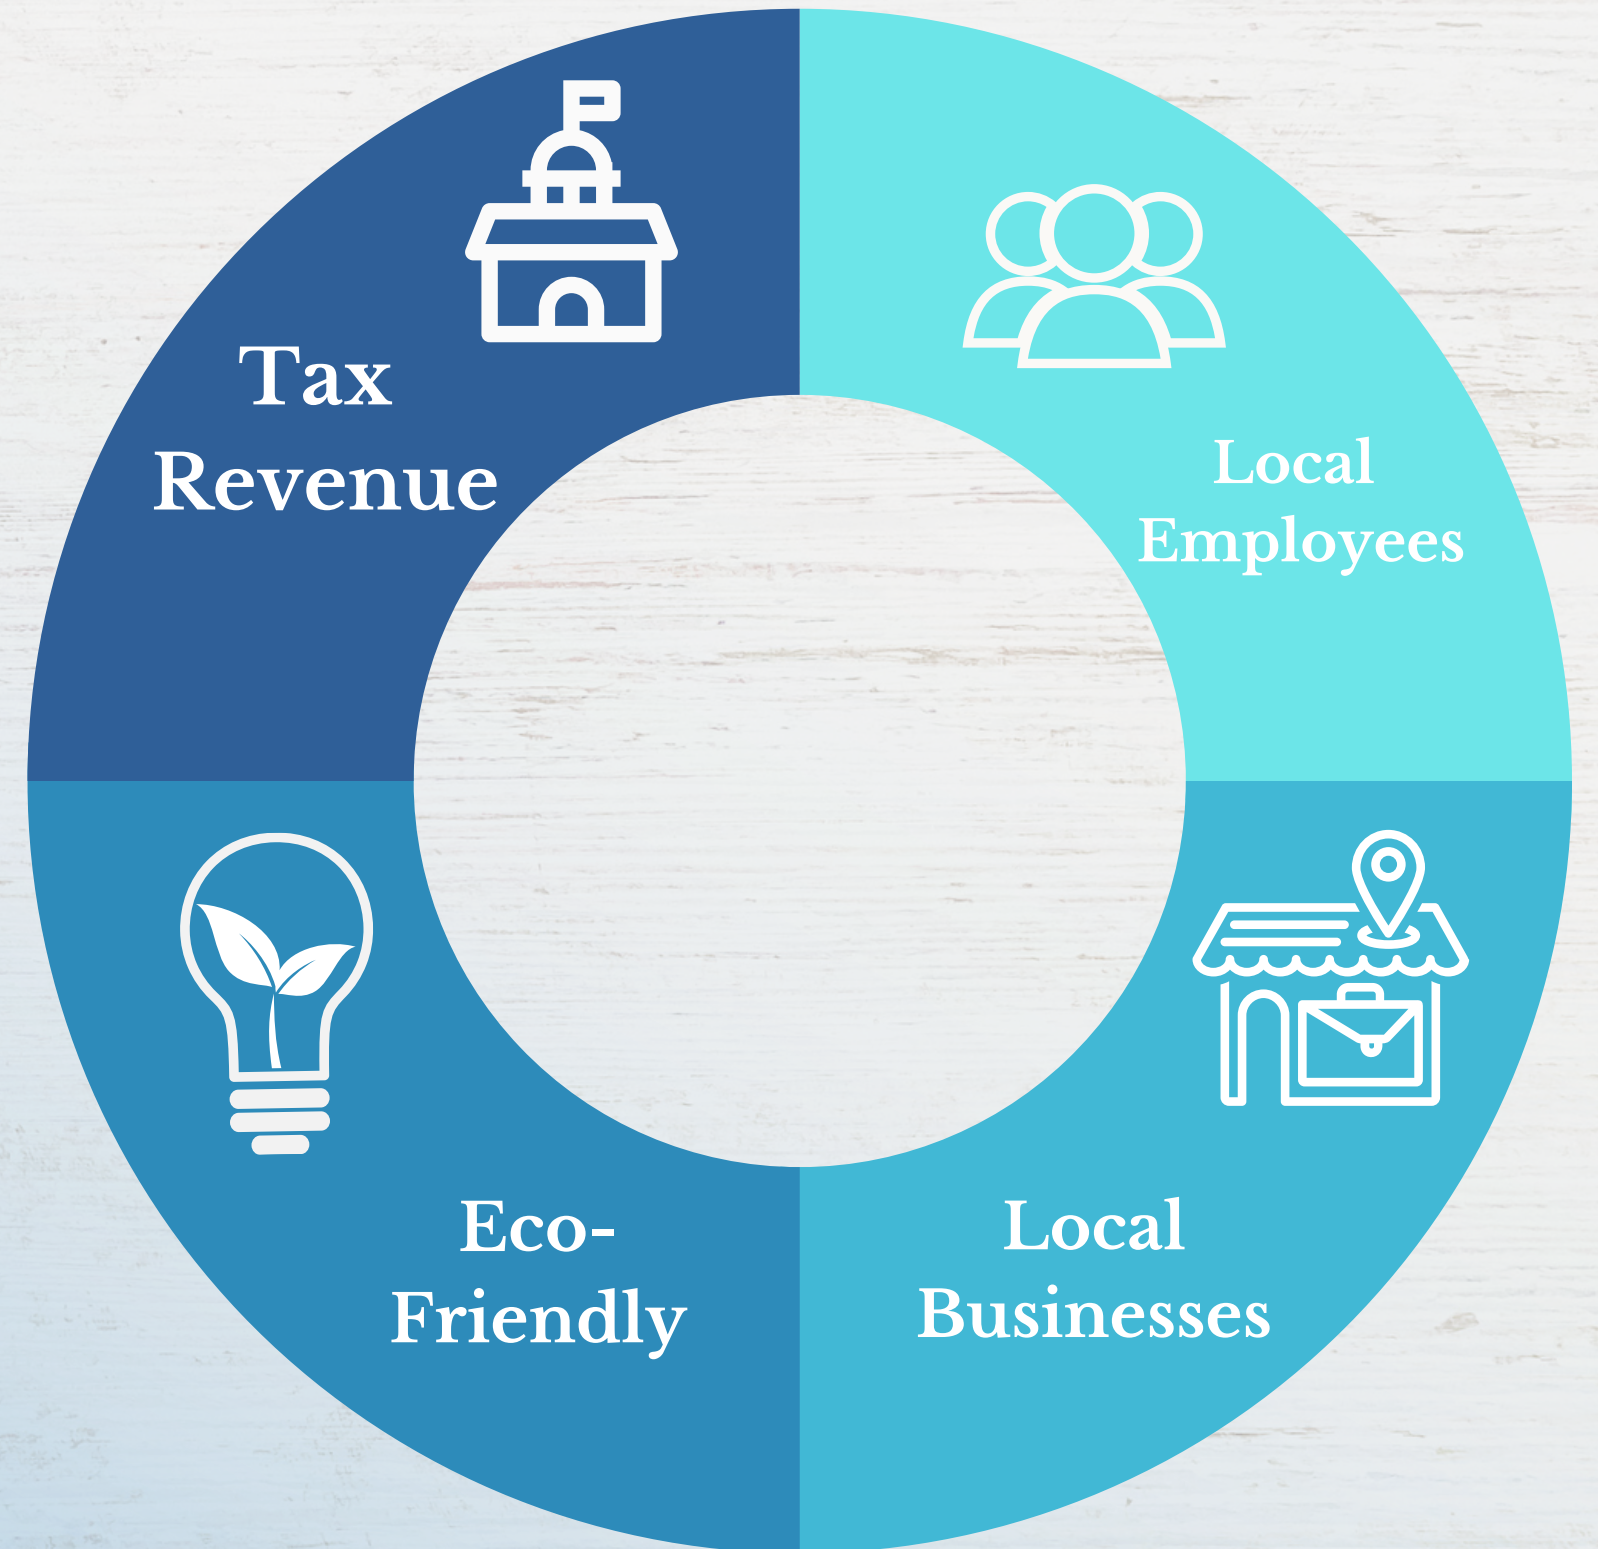 Tax
Revenue
Local
Employees
Eco-
Friendly
Local
Businesses